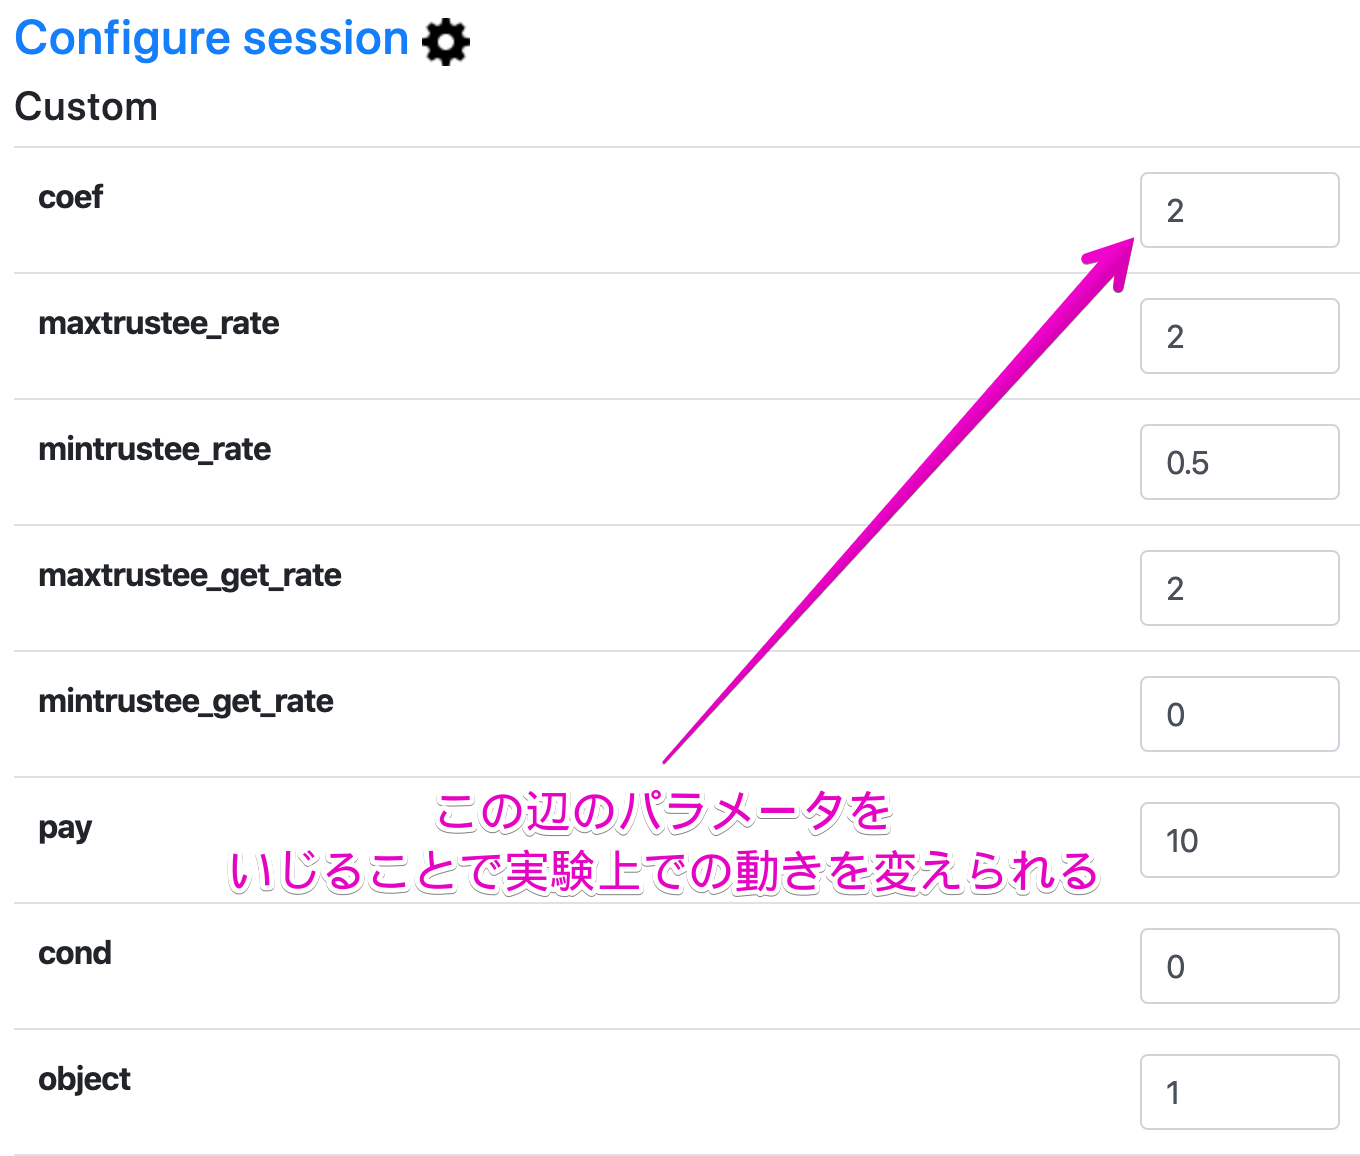 Configure session
Custom
coef
2
maxtrustee_rate
2
mintrustee_rate
0.5
maxtrustee_get_rate
2
mintrustee_get_rate
0
この辺のパラメータを
pay
10
いじることで実験上での動きを変えられる
cond
0
object
1